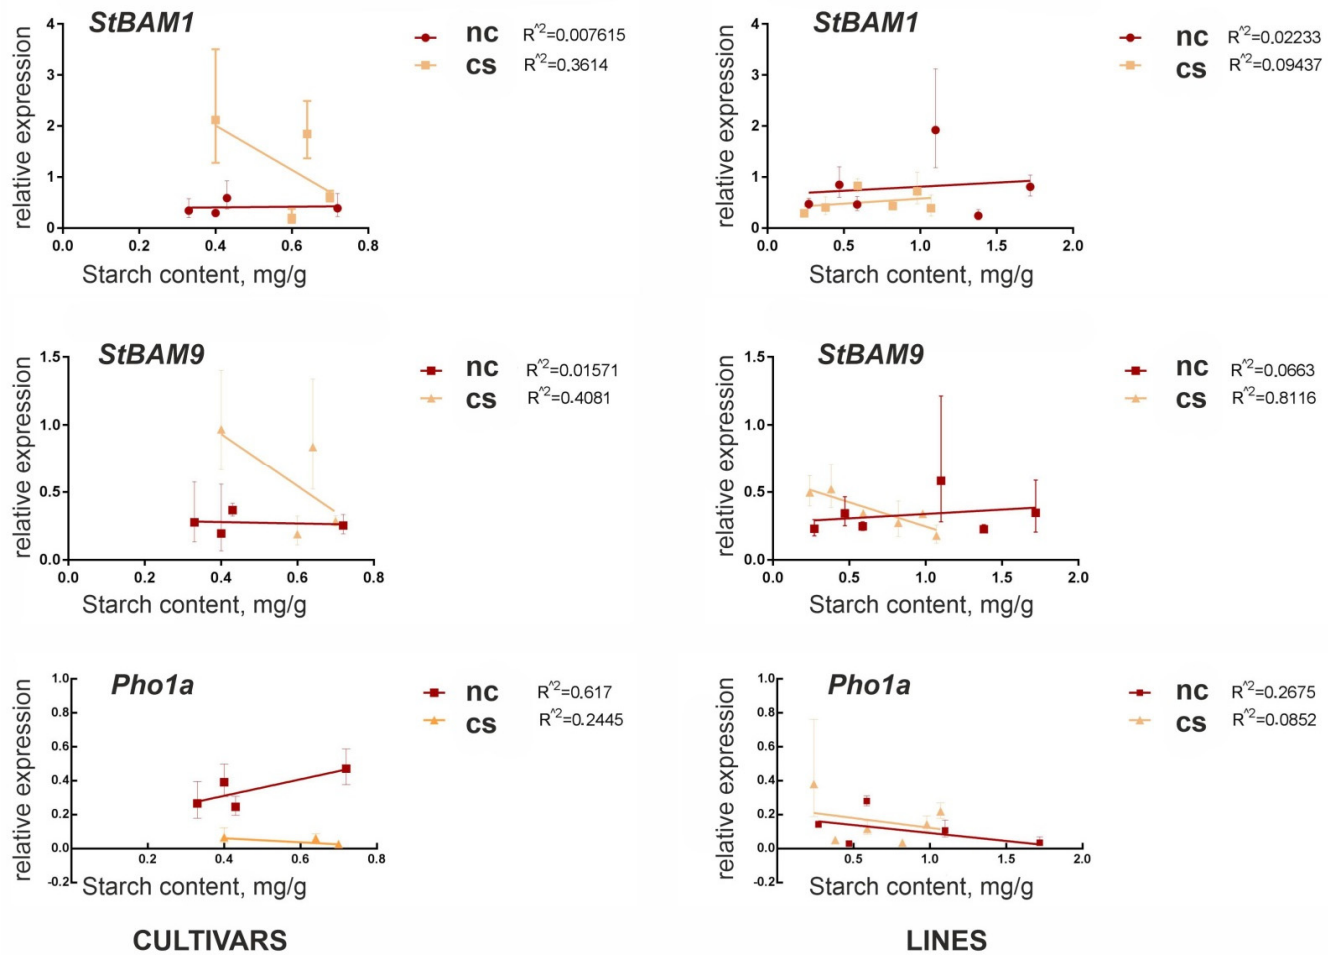 StBAM1
nc R^2=0.007615
cs R^2=0.3614
relative expression
4
3
2
1
0
0.0 0.2 0.4 0.6 0.8
Starch content, mg/g
StBAM1
nc R^2=0.02233
cs R^2=0.09437
relative expression
4
3
2
1
0
0.0 0.5 1.0 1.5 2.0
Starch content, mg/g
StBAM9
nc R^2=0.01571
cs R^2=0.4081
relative expression
1.5
1.0
0.5
0.0
0.0 0.2 0.4 0.6 0.8
Starch content, mg/g
StBAM9
nc R^2=0.0663
cs R^2=0.8116
relative expression
1.5
1.0
0.5
0.0
0.0 0.5 1.0 1.5 2.0
Starch content, mg/g
Pho1a
nc R^2=0.617
cs R^2=0.2445
relative expression
1.0
0.8
0.6
0.4
0.2
0.0
-0.2
0.2 0.4 0.6 0.8
Starch content, mg/g
Pho1a
nc R^2=0.2675
cs R^2=0.0852
relative expression
1.0
0.8
0.6
0.4
0.2
0.0
-0.2
0.5 1.0 1.5 2.0
Starch content, mg/g
CULTIVARS
LINES